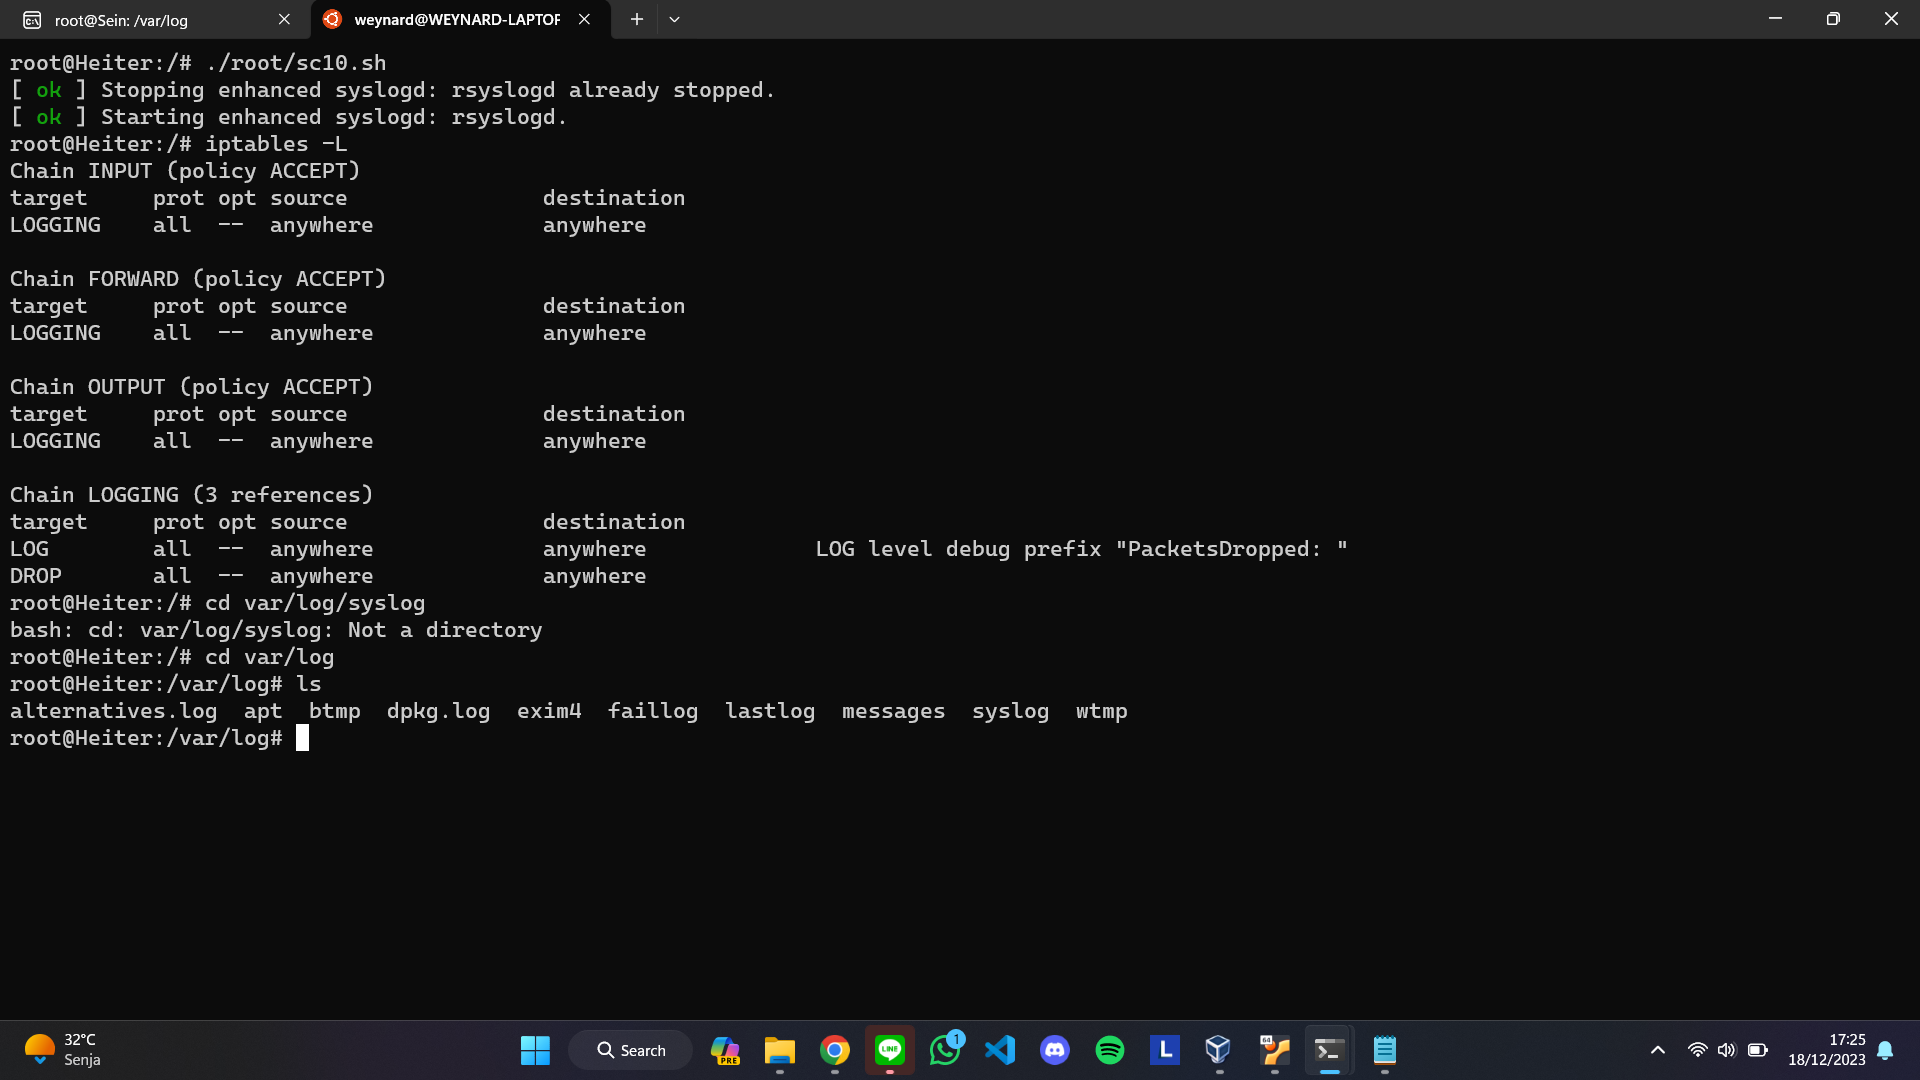 root@Sein: /var/log
weynard@WEYNARD-LAPTOF
root@Heiter:/# ./root/sc10.sh
[ ok ] Stopping enhanced syslogd: rsyslogd already stopped.
[ ok ] Starting enhanced syslogd: rsyslogd.
root@Heiter:/# iptables -L
Chain INPUT (policy ACCEPT)
target     prot opt source               destination
LOGGING    all  --  anywhere             anywhere
Chain FORWARD (policy ACCEPT)
target     prot opt source               destination
LOGGING    all  --  anywhere             anywhere
Chain OUTPUT (policy ACCEPT)
target     prot opt source               destination
LOGGING    all  --  anywhere             anywhere
Chain LOGGING (3 references)
target     prot opt source               destination
LOG        all  --  anywhere             anywhere             LOG level debug prefix "PacketsDropped: "
DROP       all  --  anywhere             anywhere
root@Heiter:/# cd var/log/syslog
bash: cd: var/log/syslog: Not a directory
root@Heiter:/# cd var/log
root@Heiter:/var/log# ls
alternatives.log  apt  btmp  dpkg.log  exim4  faillog  lastlog  messages  syslog  wtmp
root@Heiter:/var/log#
32°C
Senja
Search
PRE
LINE
1
L
64
17:25
18/12/2023